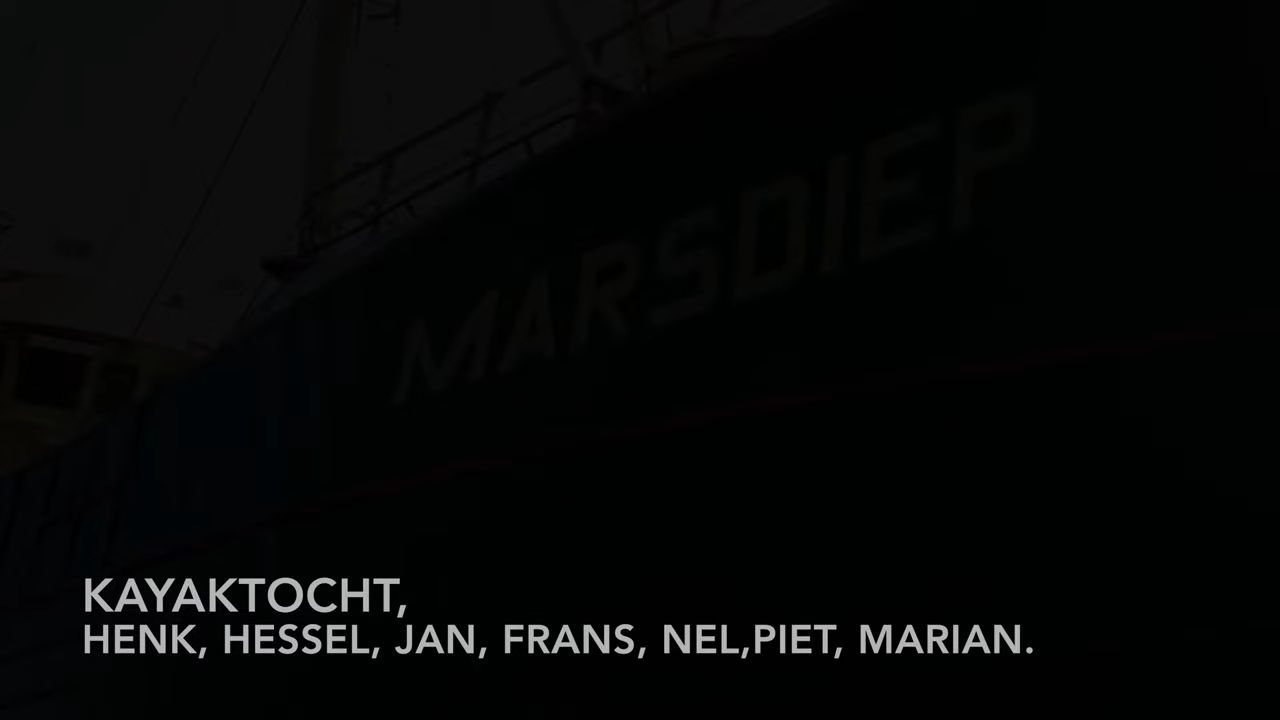 MARSDIEP
KAYAKTOCHT,
HENK, HESSEL, JAN, FRANS, NEL,PIET, MARIAN.